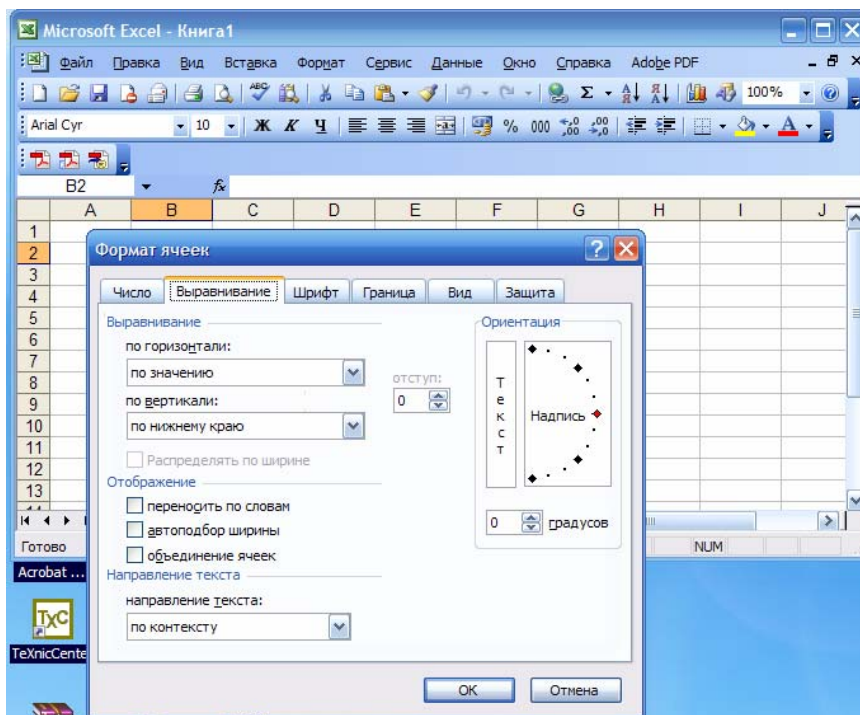 Microsoft Excel - Книга1
Файл Правка Вид Вставка Формат Сервис Данные Окно Справка Adobe PDF
100%
Arial Cyr 10 Ж К Ч % 000
B2 fx
A B C D E F G H I J
1
2
3
4
5
6
7
8
9
10
11
12
13
Формат ячеек
Число Выравнивание Шрифт Граница Вид Защита
Выравнивание
по горизонтали:
по значению
отступ:
0
по вертикали:
по нижнему краю
Распределять по ширине
Отображение
переносить по словам
автоподбор ширины
объединение ячеек
Направление текста
направление текста:
по контексту
Ориентация
Текст
Надпись
0 градусов
OK Отмена
Готово NUM
Acrobat ...
TXC
TeXnicCente